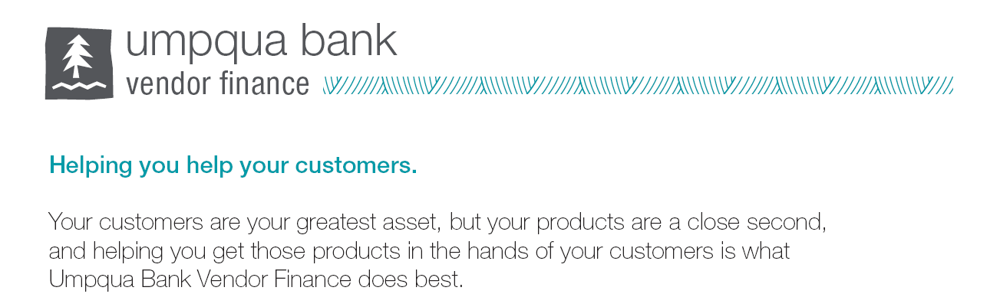 umpqua bank
vendor finance
Helping you help your customers.
Your customers are your greatest asset, but your products are a close second,
and helping you get those products in the hands of your customers is what
Umpqua Bank Vendor Finance does best.